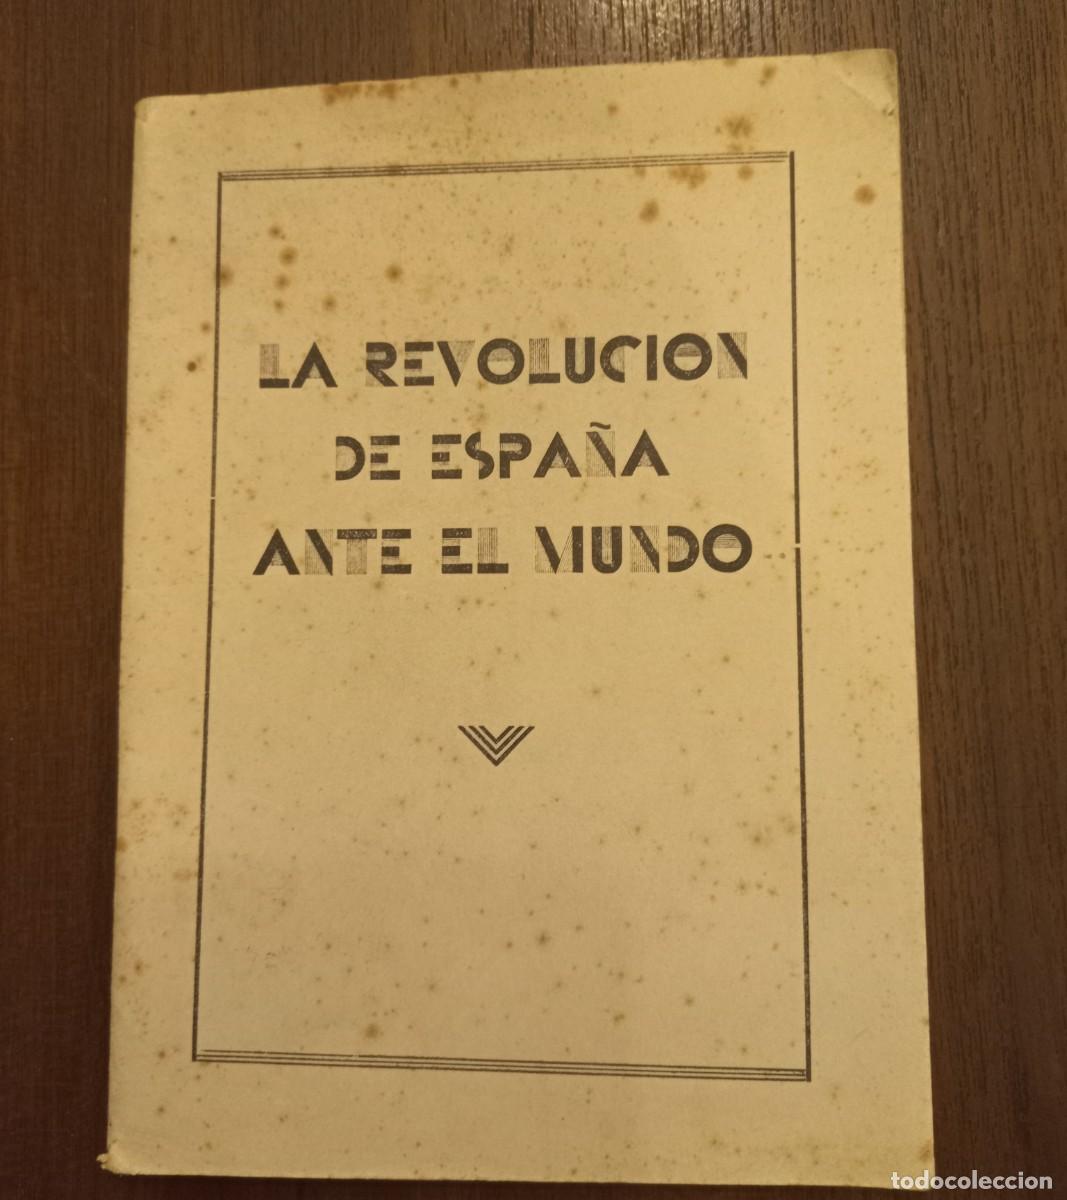 LA REVOLUCION
DE ESPAÑA
ANTE EL MUNDO
todocoleccion